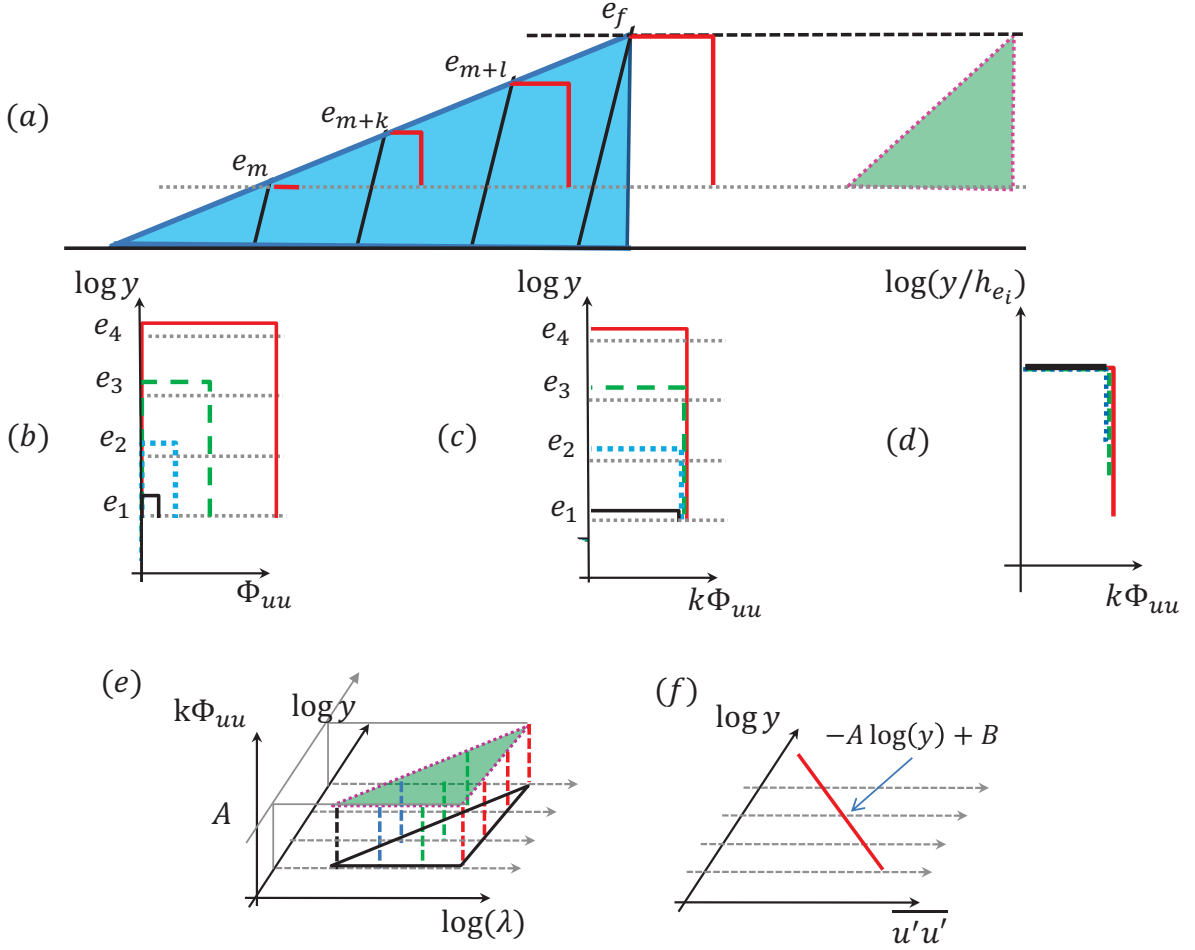 e_f
e_{m+l}
(a)
e_{m+k}
e_m
log y
log y
log(y/h_{e_i})
e_4
e_4
e_3
e_3
(b)
(c)
(d)
e_2
e_2
e_1
e_1
Φ_{uu}
kΦ_{uu}
kΦ_{uu}
(e)
(f)
kΦ_{uu}
log y
log y
−A log(y) + B
A
log(λ)
\overline{u'u'}